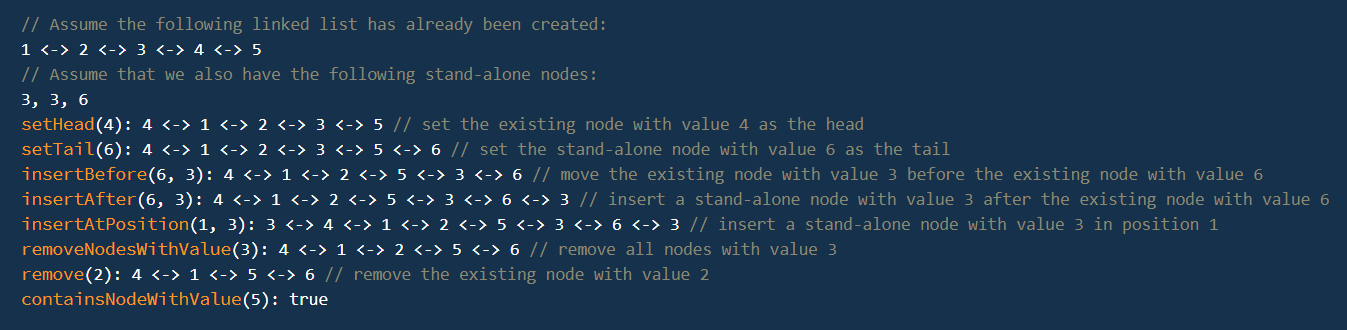 // Assume the following linked list has already been created:
1 <-> 2 <-> 3 <-> 4 <-> 5
// Assume that we also have the following stand-alone nodes:
3, 3, 6
setHead(4): 4 <-> 1 <-> 2 <-> 3 <-> 5 // set the existing node with value 4 as the head
setTail(6): 4 <-> 1 <-> 2 <-> 3 <-> 5 <-> 6 // set the stand-alone node with value 6 as the tail
insertBefore(6, 3): 4 <-> 1 <-> 2 <-> 5 <-> 3 <-> 6 // move the existing node with value 3 before the existing node with value 6
insertAfter(6, 3): 4 <-> 1 <-> 2 <-> 5 <-> 3 <-> 6 <-> 3 // insert a stand-alone node with value 3 after the existing node with value 6
insertAtPosition(1, 3): 3 <-> 4 <-> 1 <-> 2 <-> 5 <-> 3 <-> 6 <-> 3 // insert a stand-alone node with value 3 in position 1
removeNodesWithValue(3): 4 <-> 1 <-> 2 <-> 5 <-> 6 // remove all nodes with value 3
remove(2): 4 <-> 1 <-> 5 <-> 6 // remove the existing node with value 2
containsNodeWithValue(5): true